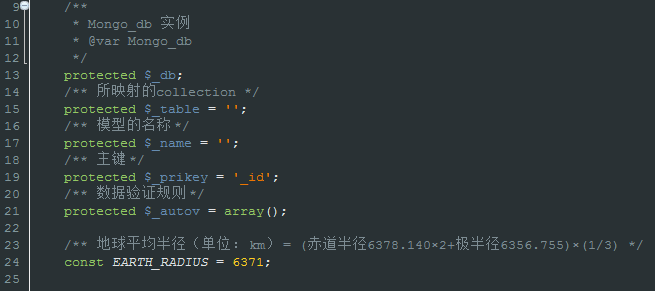 9 /**
10 * Mongo_db 实例
11 * @var Mongo_db
12 */
13 protected $_db;
14 /** 所映射的collection */
15 protected $_table = '';
16 /** 模型的名称 */
17 protected $_name = '';
18 /** 主键 */
19 protected $_prikey = '_id';
20 /** 数据验证规则 */
21 protected $_autov = array();
22
23 /** 地球平均半径（单位: km）= (赤道半径6378.140×2+极半径6356.755)×(1/3) */
24 const EARTH_RADIUS = 6371;
25